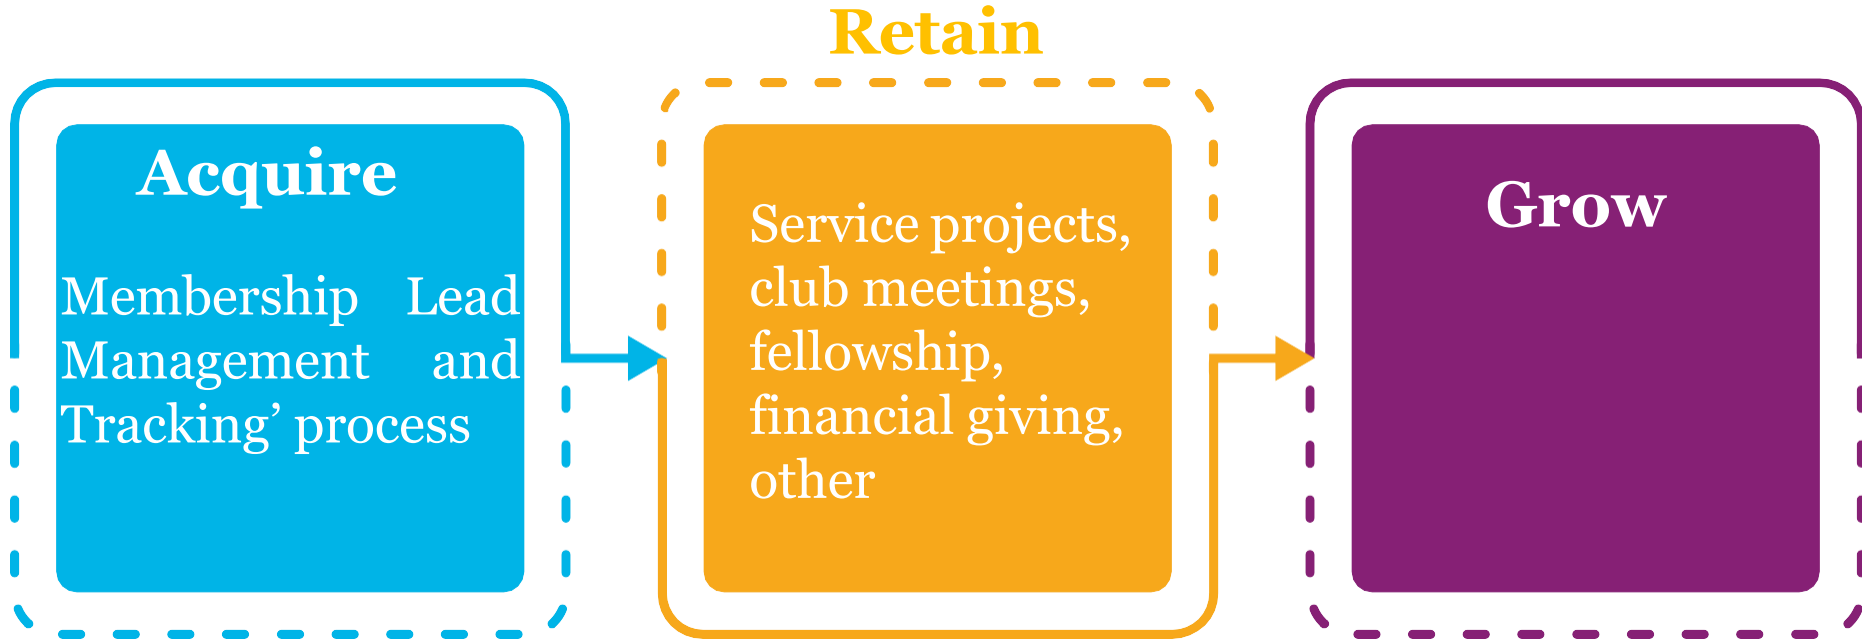 Retain
Acquire
Membership Lead
Management and
Tracking’ process
Service projects,
club meetings,
fellowship,
financial giving,
other
Grow